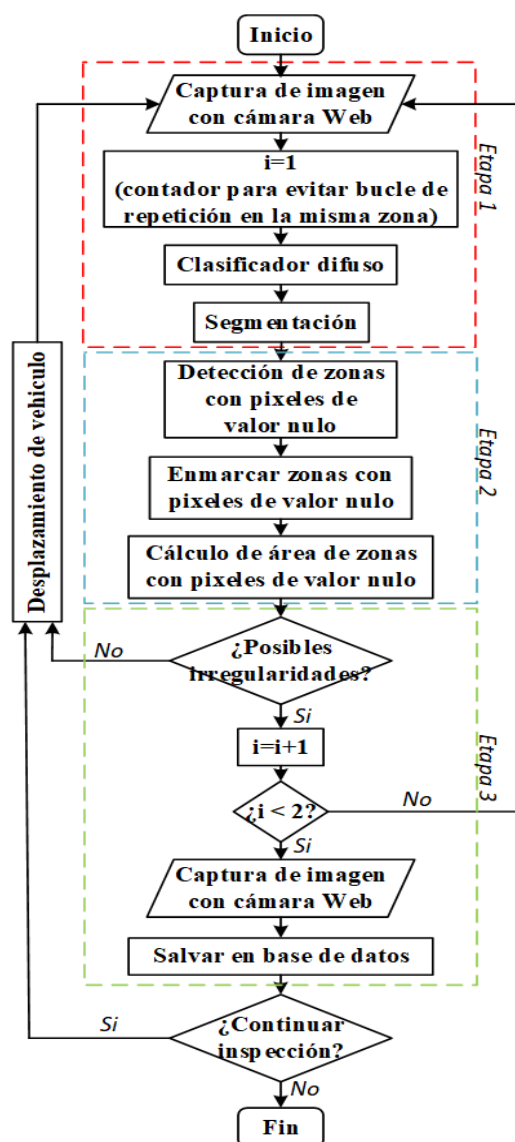 Inicio
Captura de imagen
con cámara Web
i=1
(contador para evitar bucle de
repetición en la misma zona)
Clasificador difuso
Segmentación
Etapa 1
Detección de zonas
con pixeles de
valor nulo
Enmarcar zonas con
pixeles de valor nulo
Cálculo de área de zonas
con pixeles de valor nulo
Etapa 2
Desplazamiento de vehiculo
¿Posibles
irregularidades?
No
Si
i=i+1
¿i < 2?
No
Si
Captura de imagen
con cámara Web
Salvar en base de datos
Etapa 3
¿Continuar
inspección?
Si
No
Fin